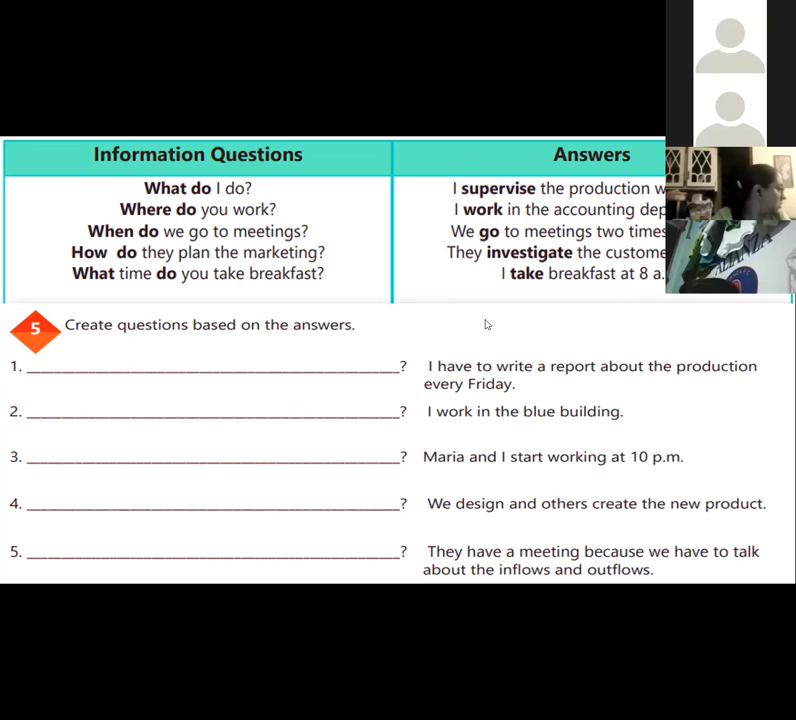 Information Questions
Answers
What do I do?
I supervise the production
Where do you work?
I work in the accounting
When do we go to meetings?
We go to meetings two times
How do they plan the marketing?
They investigate the
What time do you take breakfast?
I take breakfast at 8
5 Create questions based on the answers.
1. ? I have to write a report about the production
every Friday.
2. ? I work in the blue building.
3. ? Maria and I start working at 10 p.m.
4. ? We design and others create the new product.
5. ? They have a meeting because we have to talk
about the inflows and outflows.
ALIANZA